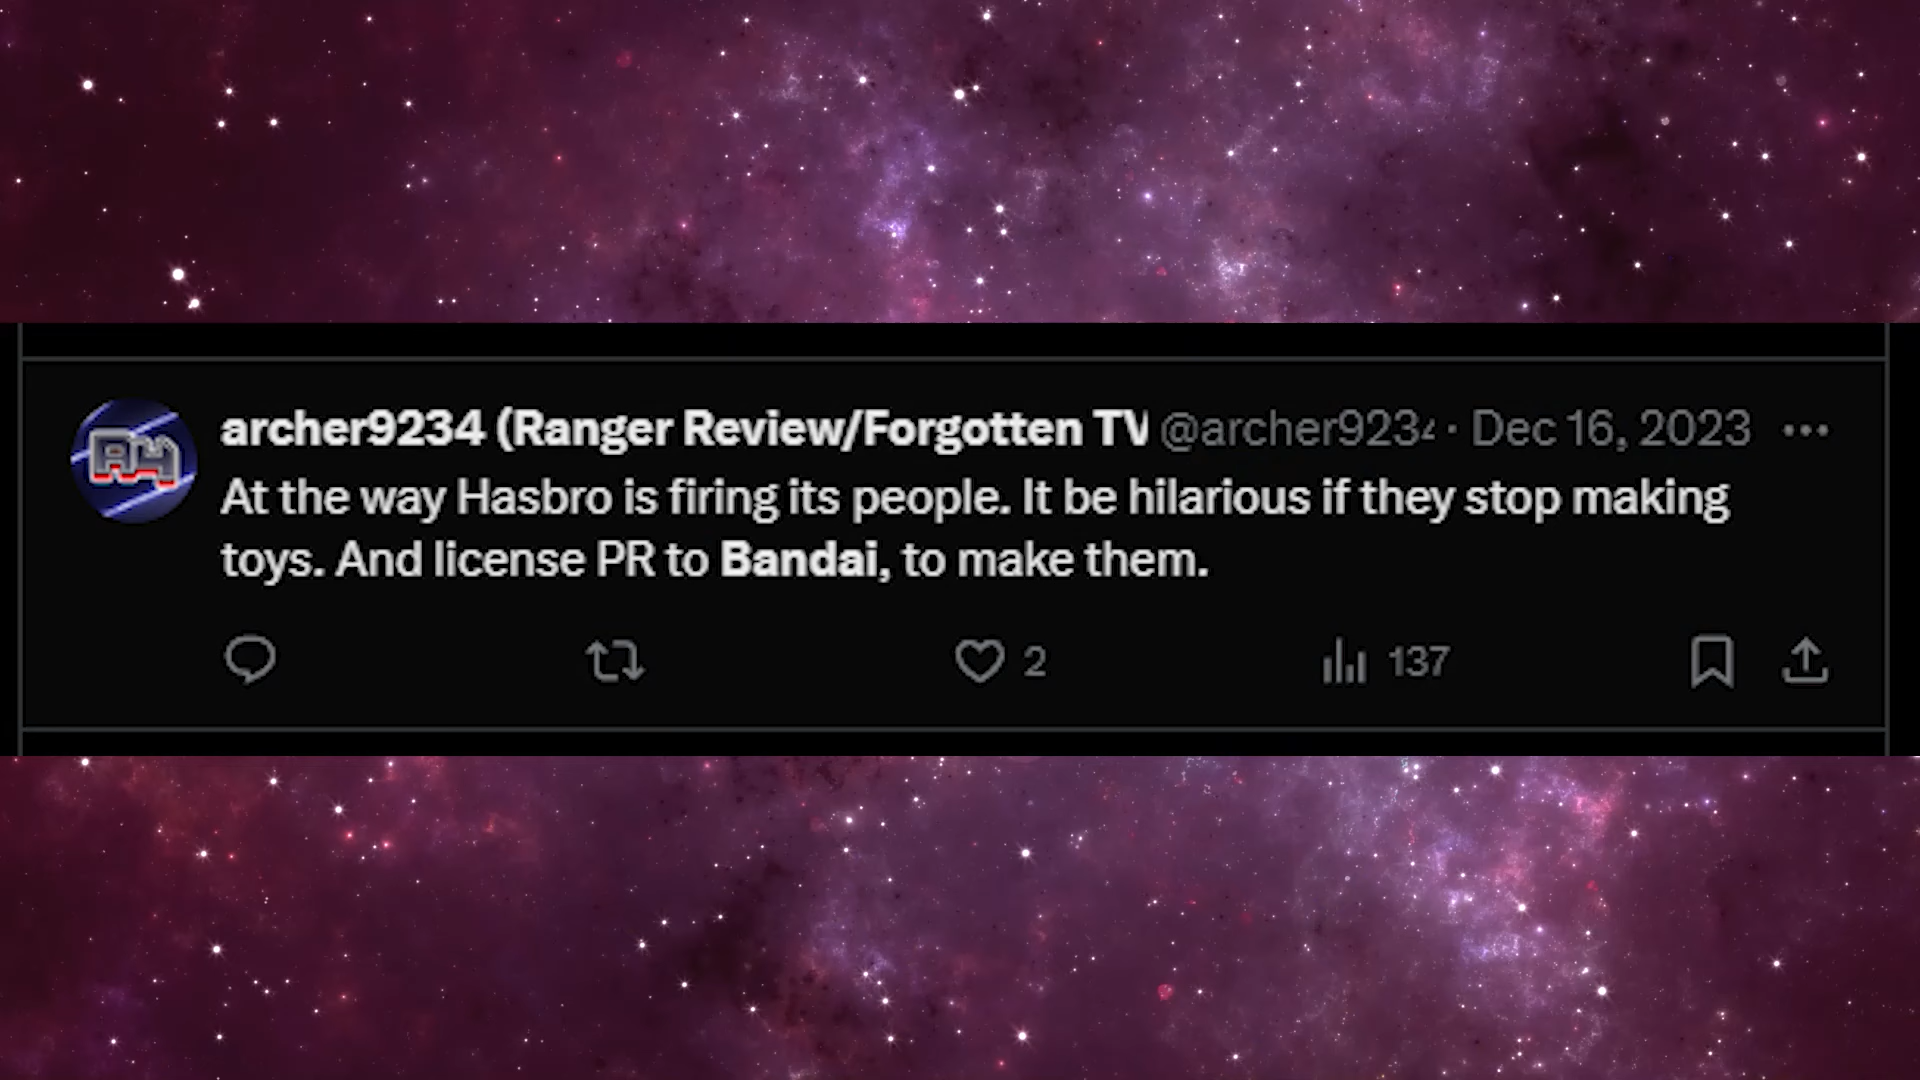 archer9234 (Ranger Review/Forgotten TV @archer9234 · Dec 16, 2023
At the way Hasbro is firing its people. It be hilarious if they stop making
toys. And license PR to Bandai, to make them.
2 137